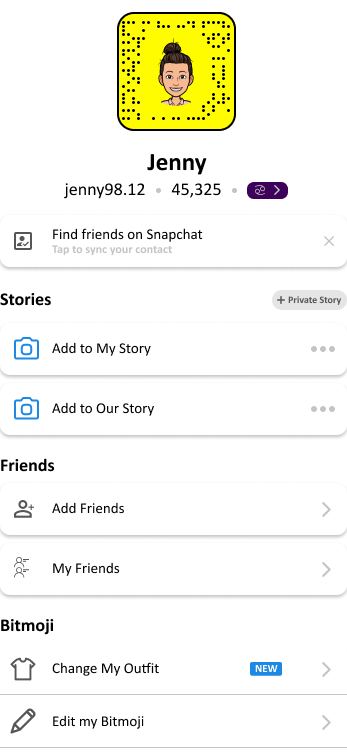 Jenny
jenny98.12 • 45,325 •
Find friends on Snapchat
Tap to sync your contact
Stories
+ Private Story
Add to My Story
Add to Our Story
Friends
Add Friends
My Friends
Bitmoji
Change My Outfit NEW
Edit my Bitmoji